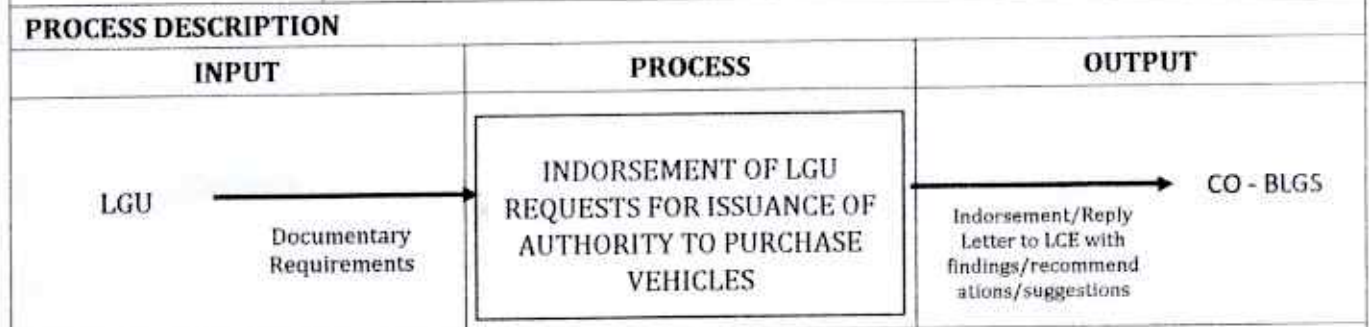 PROCESS DESCRIPTION
INPUT
PROCESS
OUTPUT
LGU
Documentary
Requirements
INDORSEMENT OF LGU
REQUESTS FOR ISSUANCE OF
AUTHORITY TO PURCHASE
VEHICLES
Indorsement/Reply
Letter to LCE with
findings/recommend
ations/suggestions
CO - BLGS